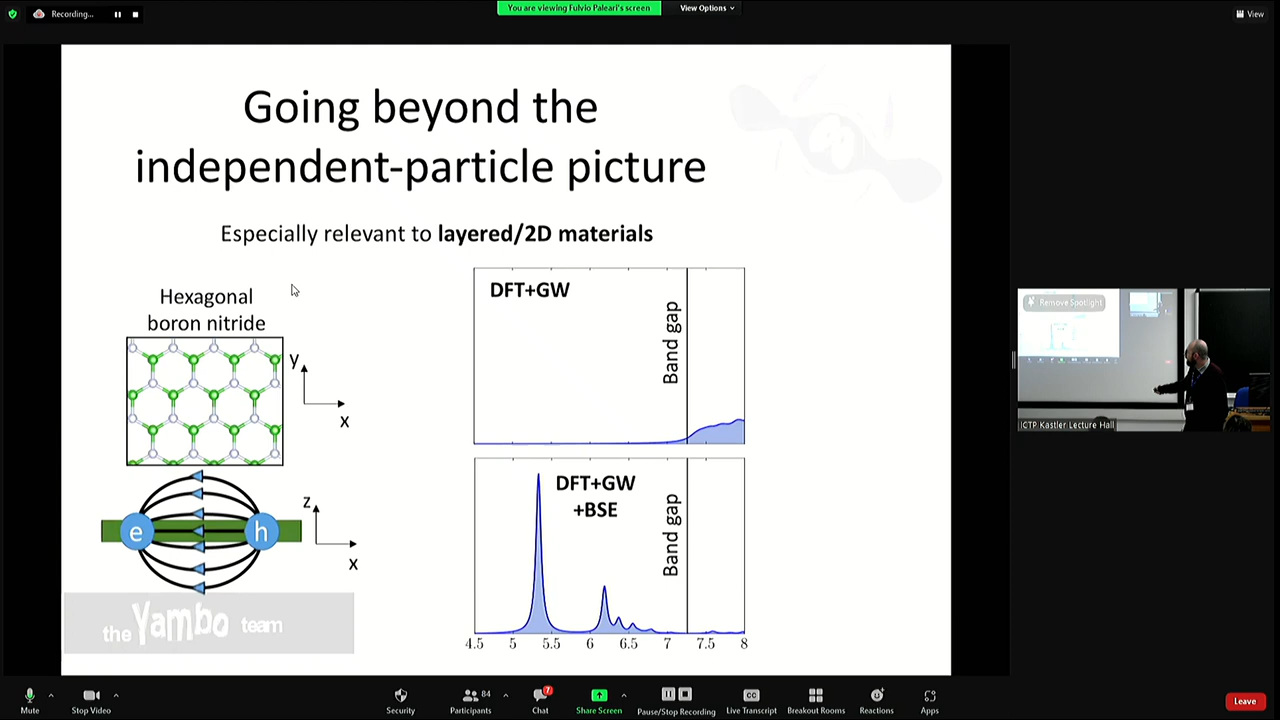 Recording...
You are viewing Fulvio Paleari's screen
View Options
View
Going beyond the
independent-particle picture
Especially relevant to layered/2D materials
Hexagonal
boron nitride
y
x
e
h
z
x
the Yambo team
DFT+GW
Band gap
DFT+GW
+BSE
Band gap
4.5 5 5.5 6 6.5 7 7.5 8
Remove Spotlight
ICTP Kastler Lecture Hall
Mute
Stop Video
Security
84
Participants
7
Chat
Share Screen
Pause/Stop Recording
CC
Live Transcript
Breakout Rooms
Reactions
Apps
Leave